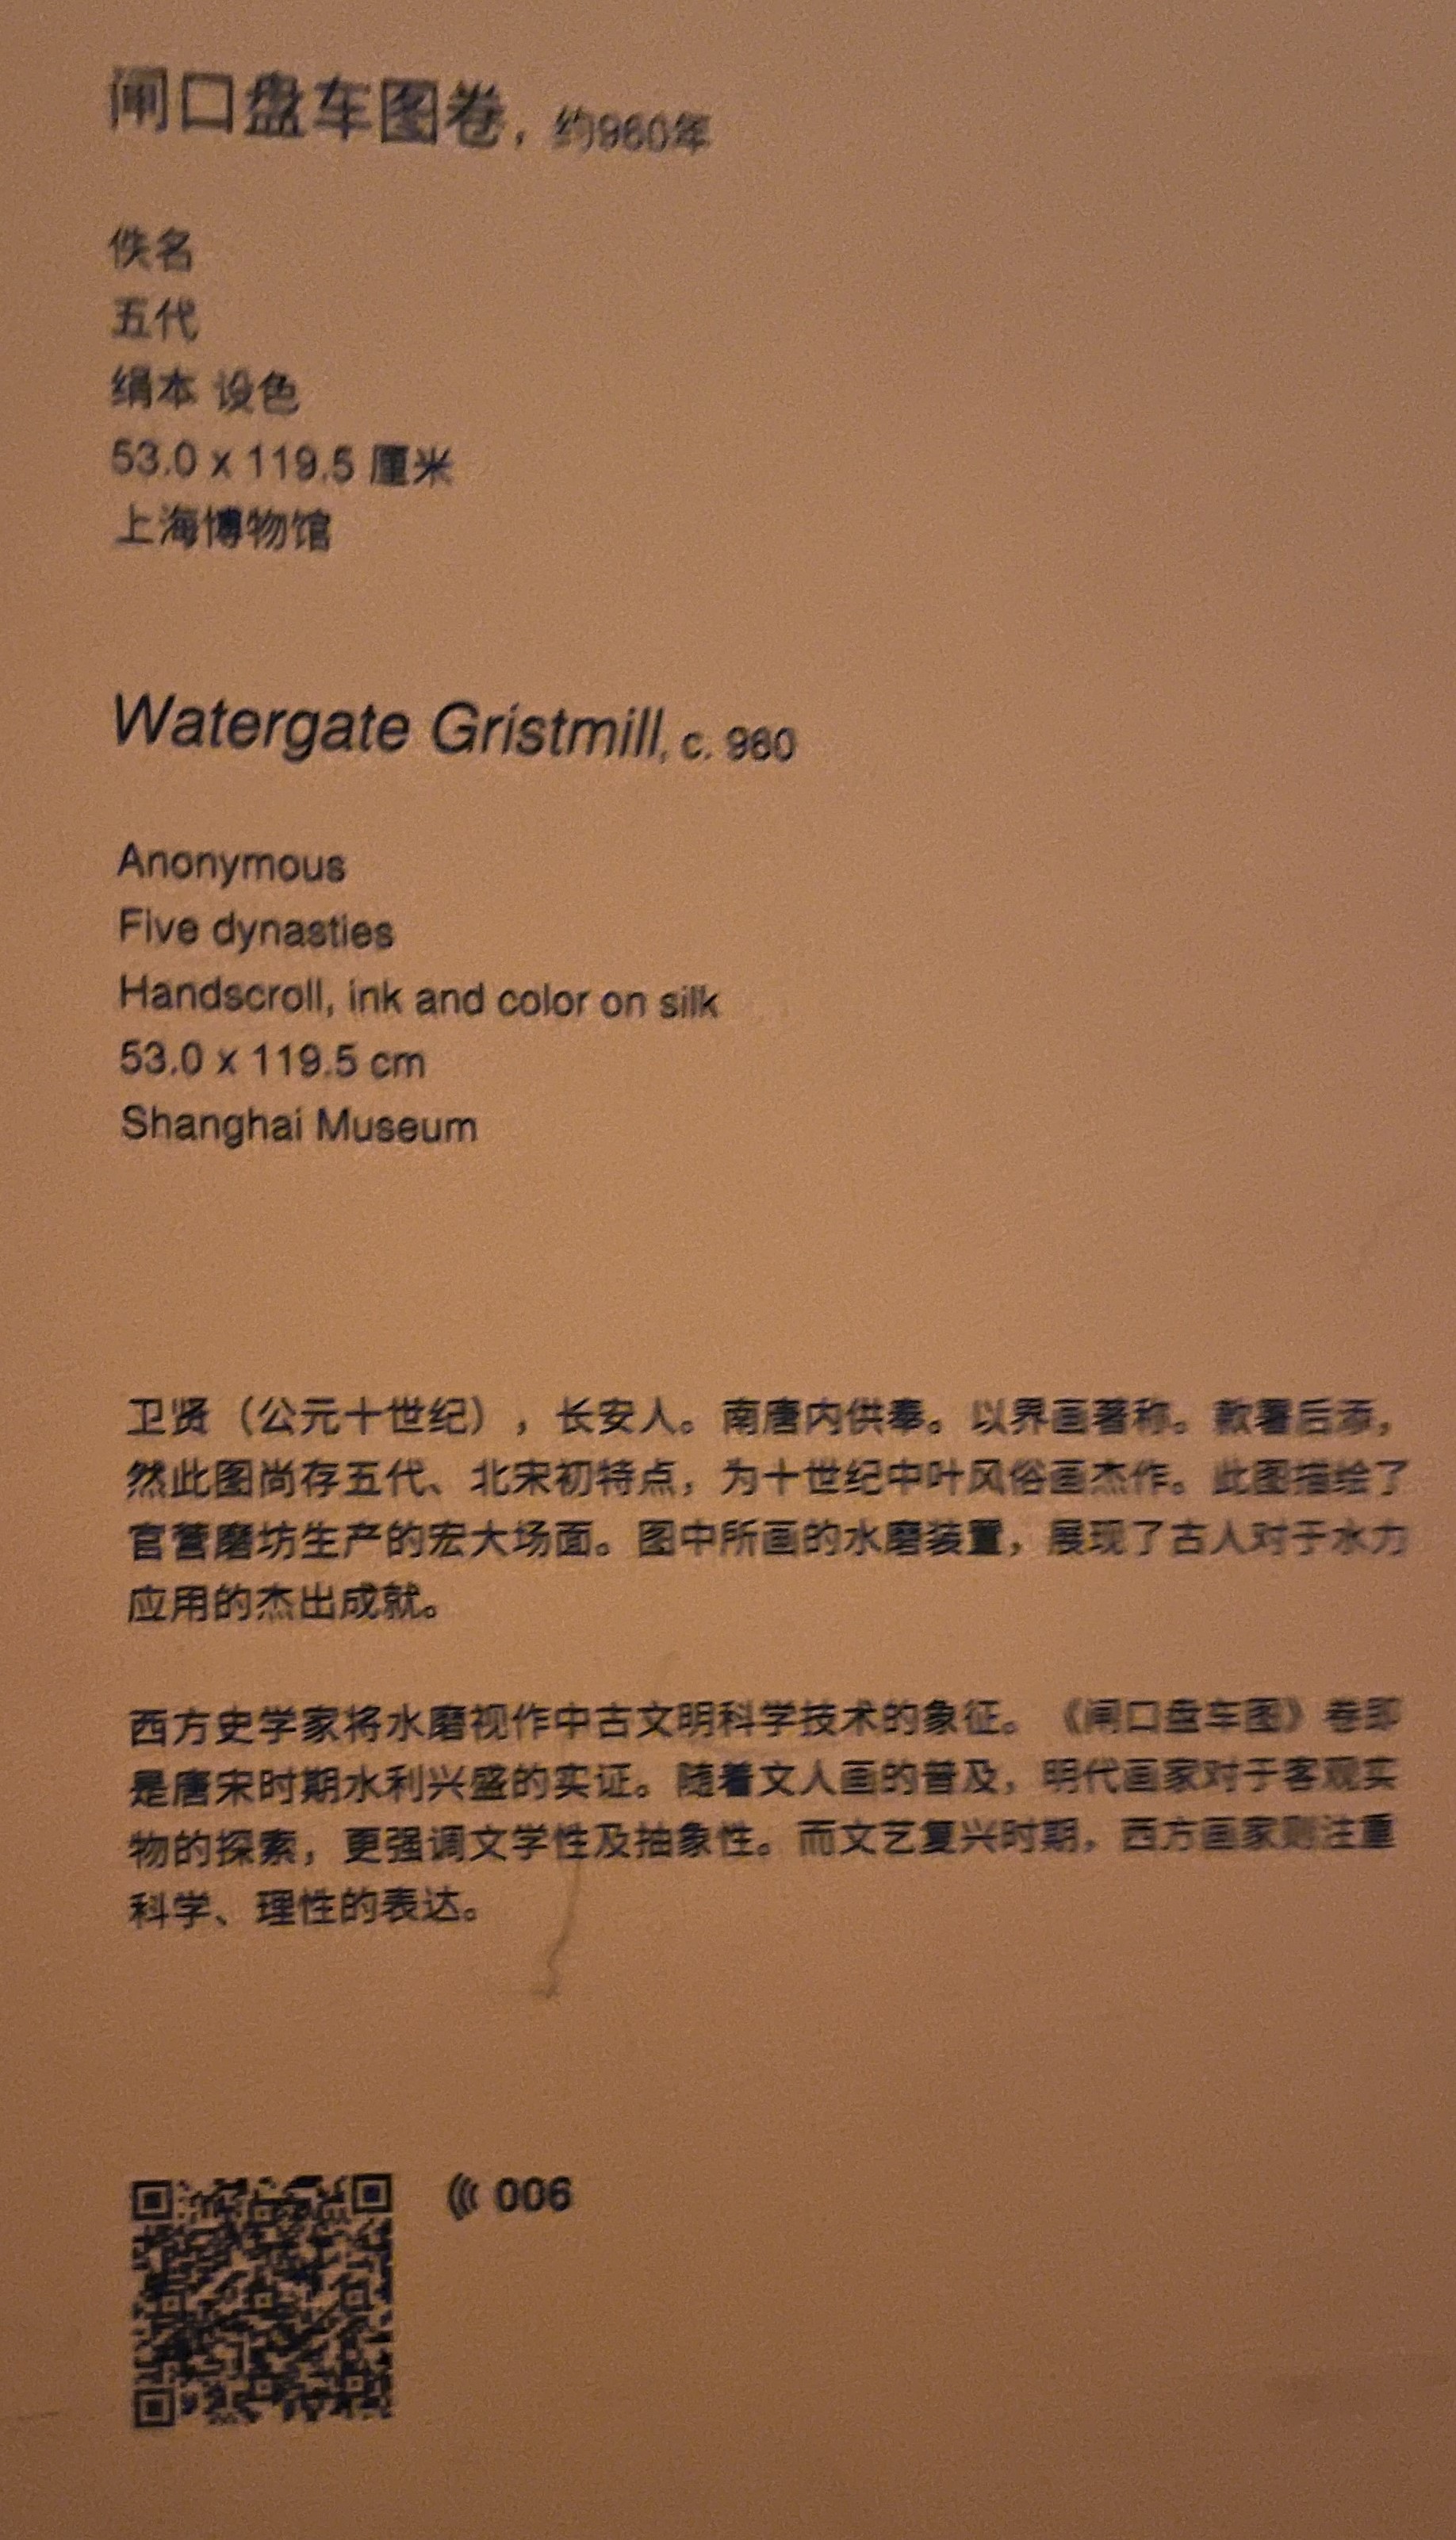 闸口盘车图卷，约960年
佚名
五代
绢本 设色
53.0 x 119.5 厘米
上海博物馆
Watergate Gristmill, c. 960
Anonymous
Five dynasties
Handscroll, ink and color on silk
53.0 x 119.5 cm
Shanghai Museum
卫贤（公元十世纪），长安人。南唐内供奉。以界画著称。款署后添，
然此图尚存五代、北宋初特点，为十世纪中叶风俗画杰作。此图描绘了
官营磨坊生产的宏大场面。图中所画的水磨装置，展现了古人对于水力
应用的杰出成就。
西方史学家将水磨视作中古文明科学技术的象征。《闸口盘车图》卷即
是唐宋时期水利兴盛的实证。随着文人画的普及，明代画家对于客观实
物的探索，更强调文学性及抽象性。而文艺复兴时期，西方画家则注重
科学、理性的表达。
006